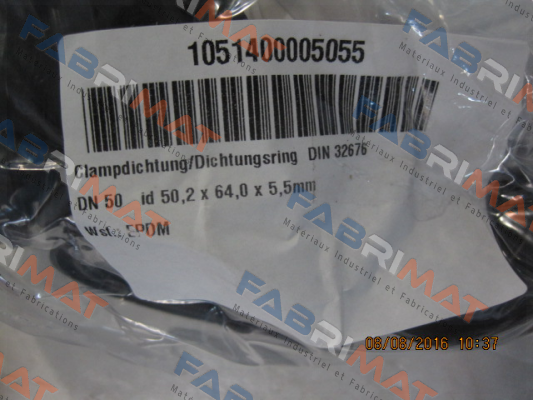 1051400005055
Clampdichtung/Dichtungsring DIN 32676
DN 50 id 50,2 x 64,0 x 5,5mm
Wst.: EPDM
FABRIMAT
Matériaux Industriel et Fabrications
08/08/2016 10:37